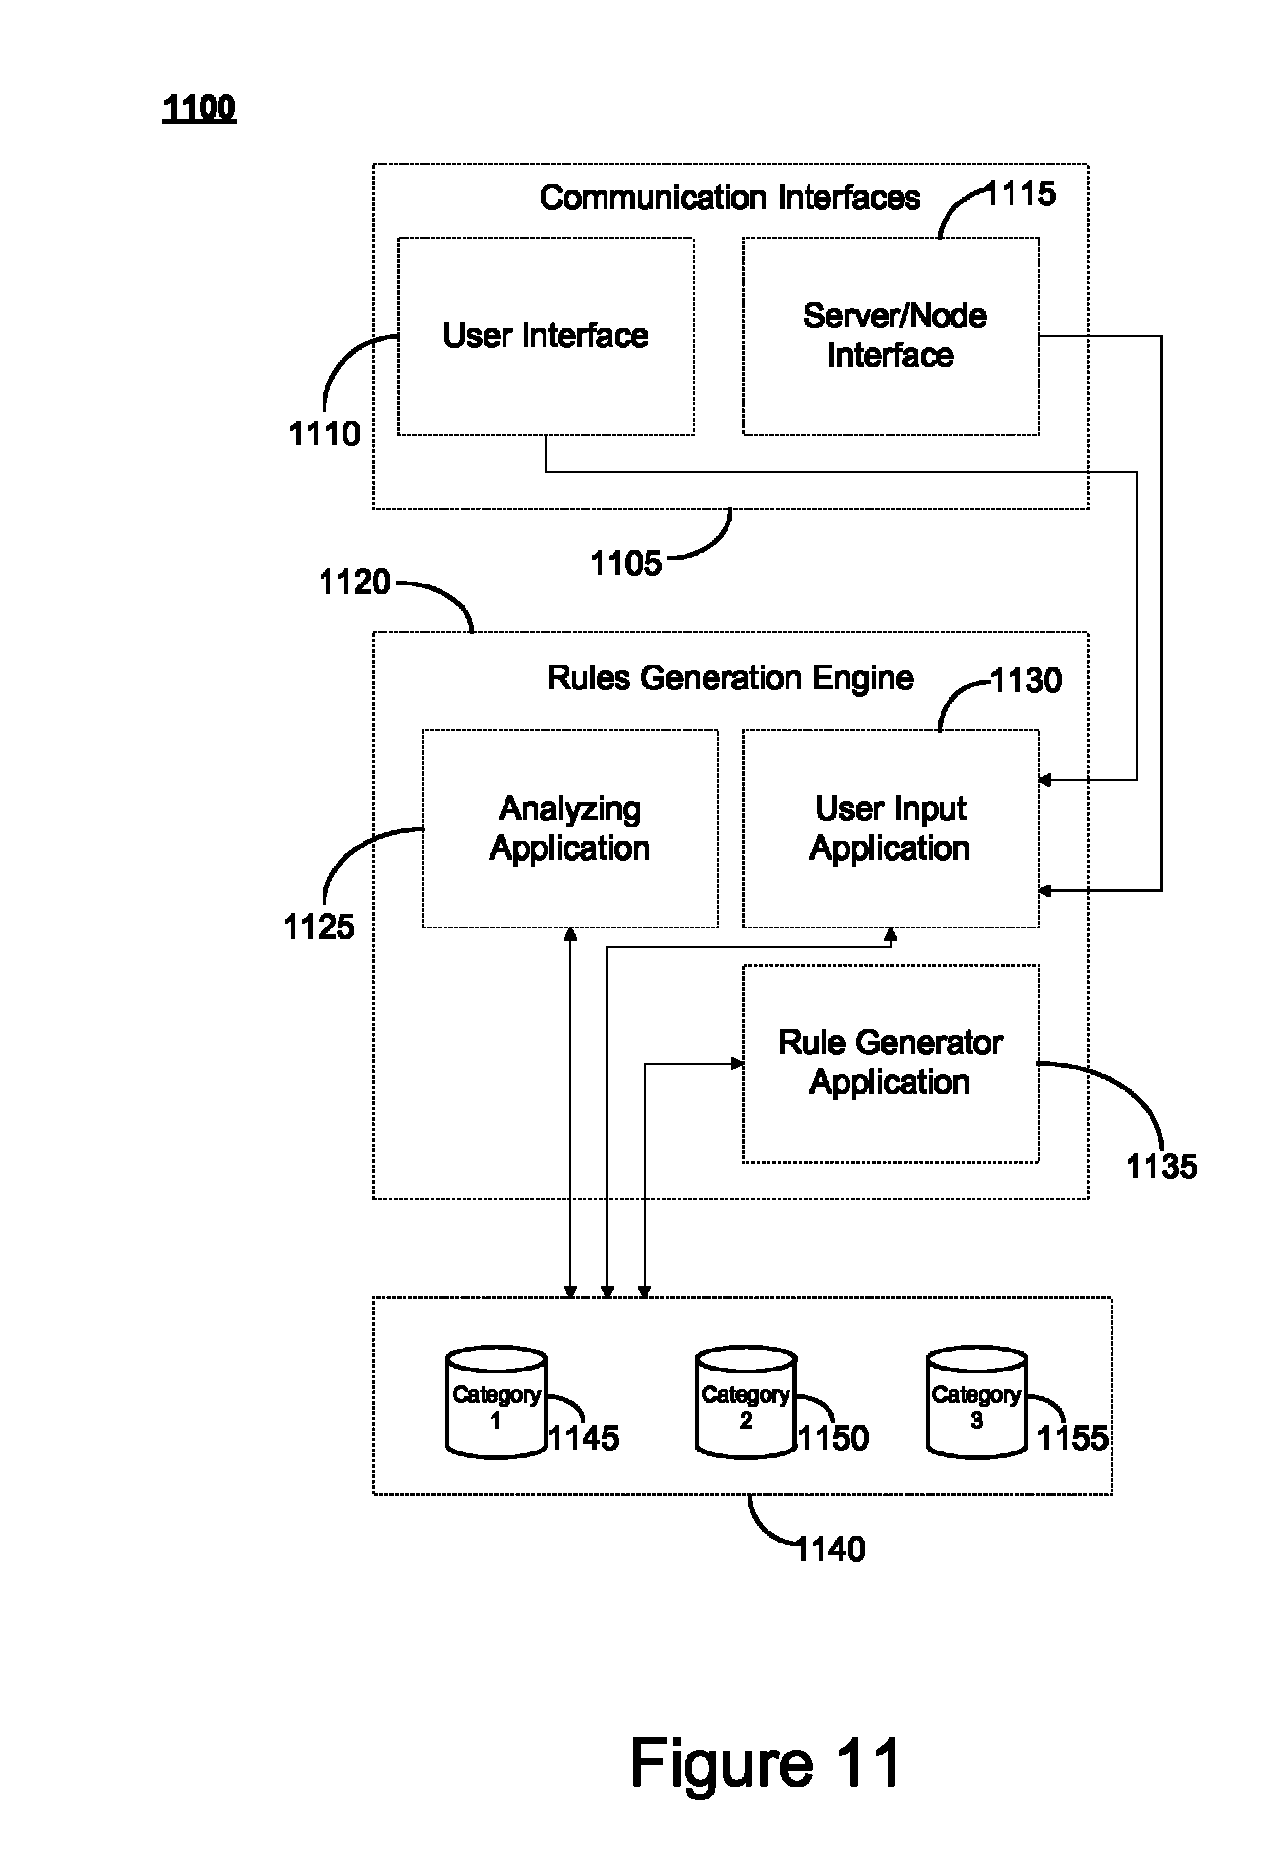 1100
Communication Interfaces
1115
User Interface
Server/Node
Interface
1110
1105
1120
Rules Generation Engine
1130
Analyzing
Application
User Input
Application
1125
Rule Generator
Application
1135
Category
1
1145
Category
2
1150
Category
3
1155
1140
Figure 11